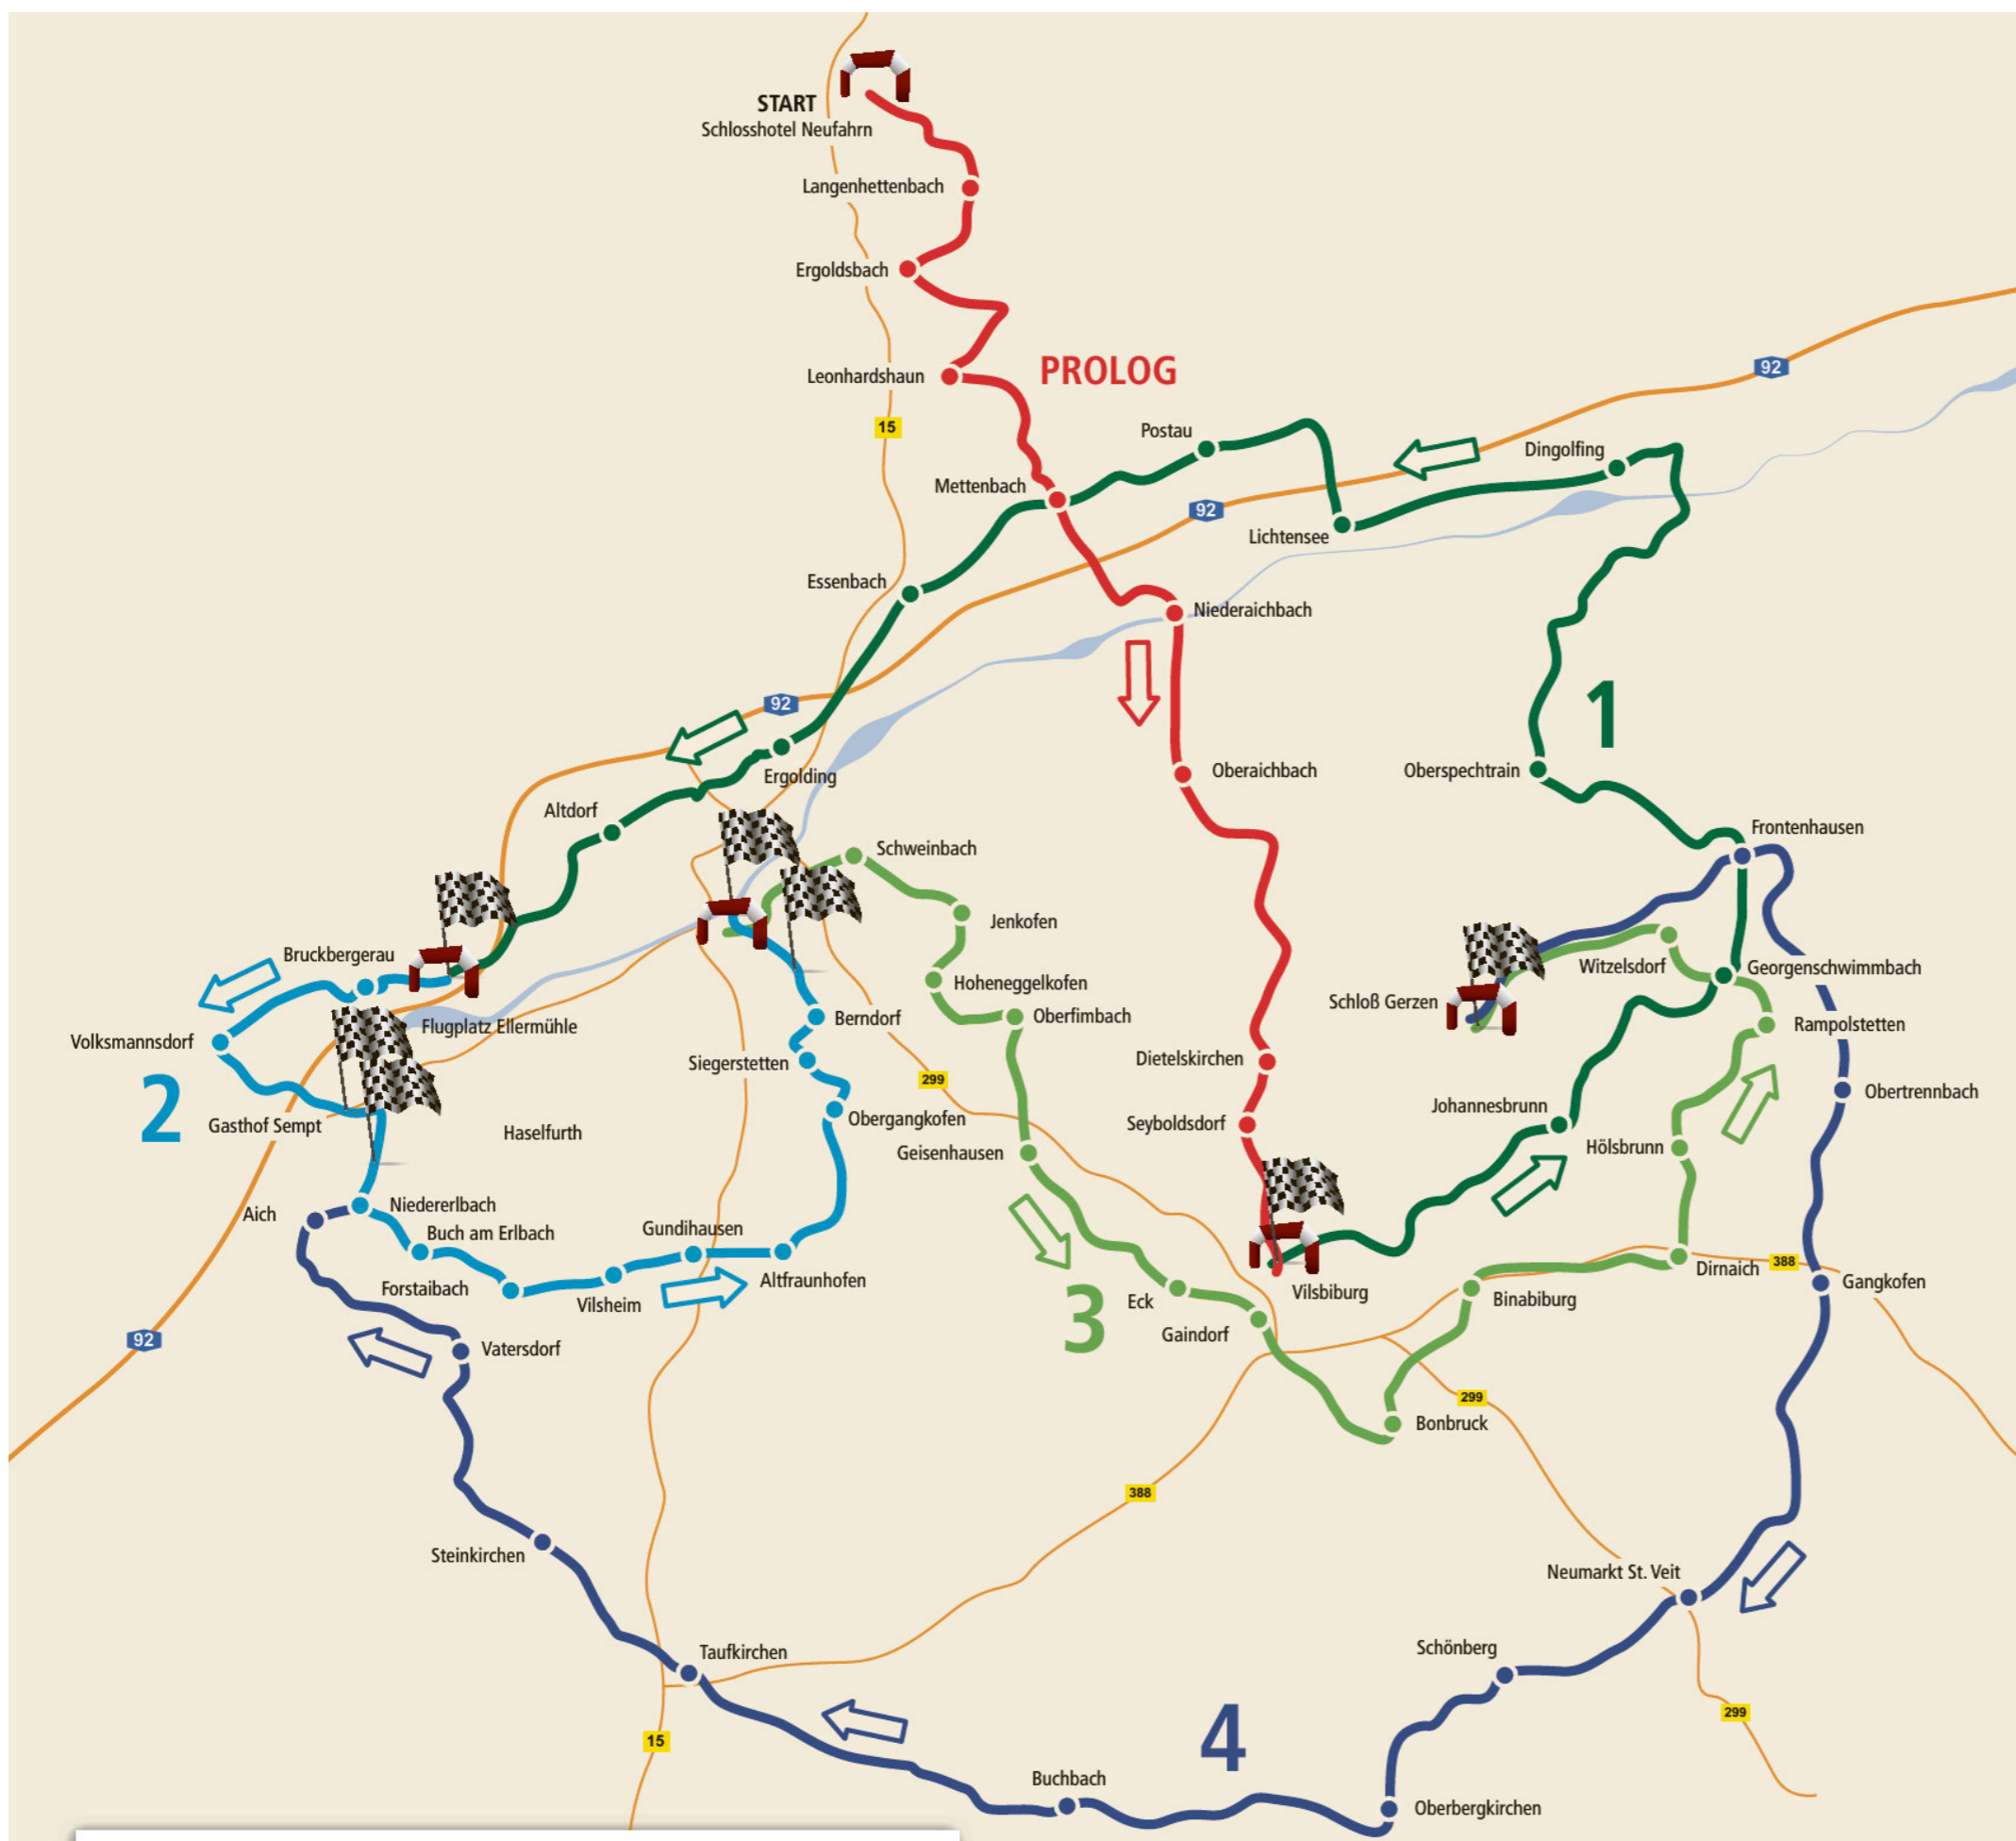 START
Schlosshotel Neufahrn
Langenhettenbach
Ergoldsbach
Leonhardshaun
PROLOG
92
15
Postau
Dingolfing
Mettenbach
92
Lichtensee
Essenbach
Niederaichbach
92
1
Ergolding
Oberaichbach
Oberspechtrain
Altdorf
Frontenhausen
Schweinbach
Jenkofen
Bruckbergerau
Witzelsdorf
Georgenschwimmbach
Hoheneggelkofen
Schloß Gerzen
Flugplatz Ellermühle
Berndorf
Oberfimbach
Rampolstetten
Volksmannsdorf
Siegerstetten
Dietelskirchen
299
2
Obertrennbach
Johannesbrunn
Obergangkofen
Gasthof Sempt
Haselfurth
Seyboldsdorf
Geisenhausen
Hölsbrunn
Niedererlbach
Aich
Buch am Erlbach
Gundihausen
Dirnaich
388
Altfraunhofen
Gangkofen
Forstaibach
Vilsheim
Vilsbiburg
Eck
Binabiburg
3
Gaindorf
92
Vatersdorf
299
Bonbruck
388
Steinkirchen
Neumarkt St. Veit
Taufkirchen
Schönberg
299
15
4
Buchbach
Oberbergkirchen